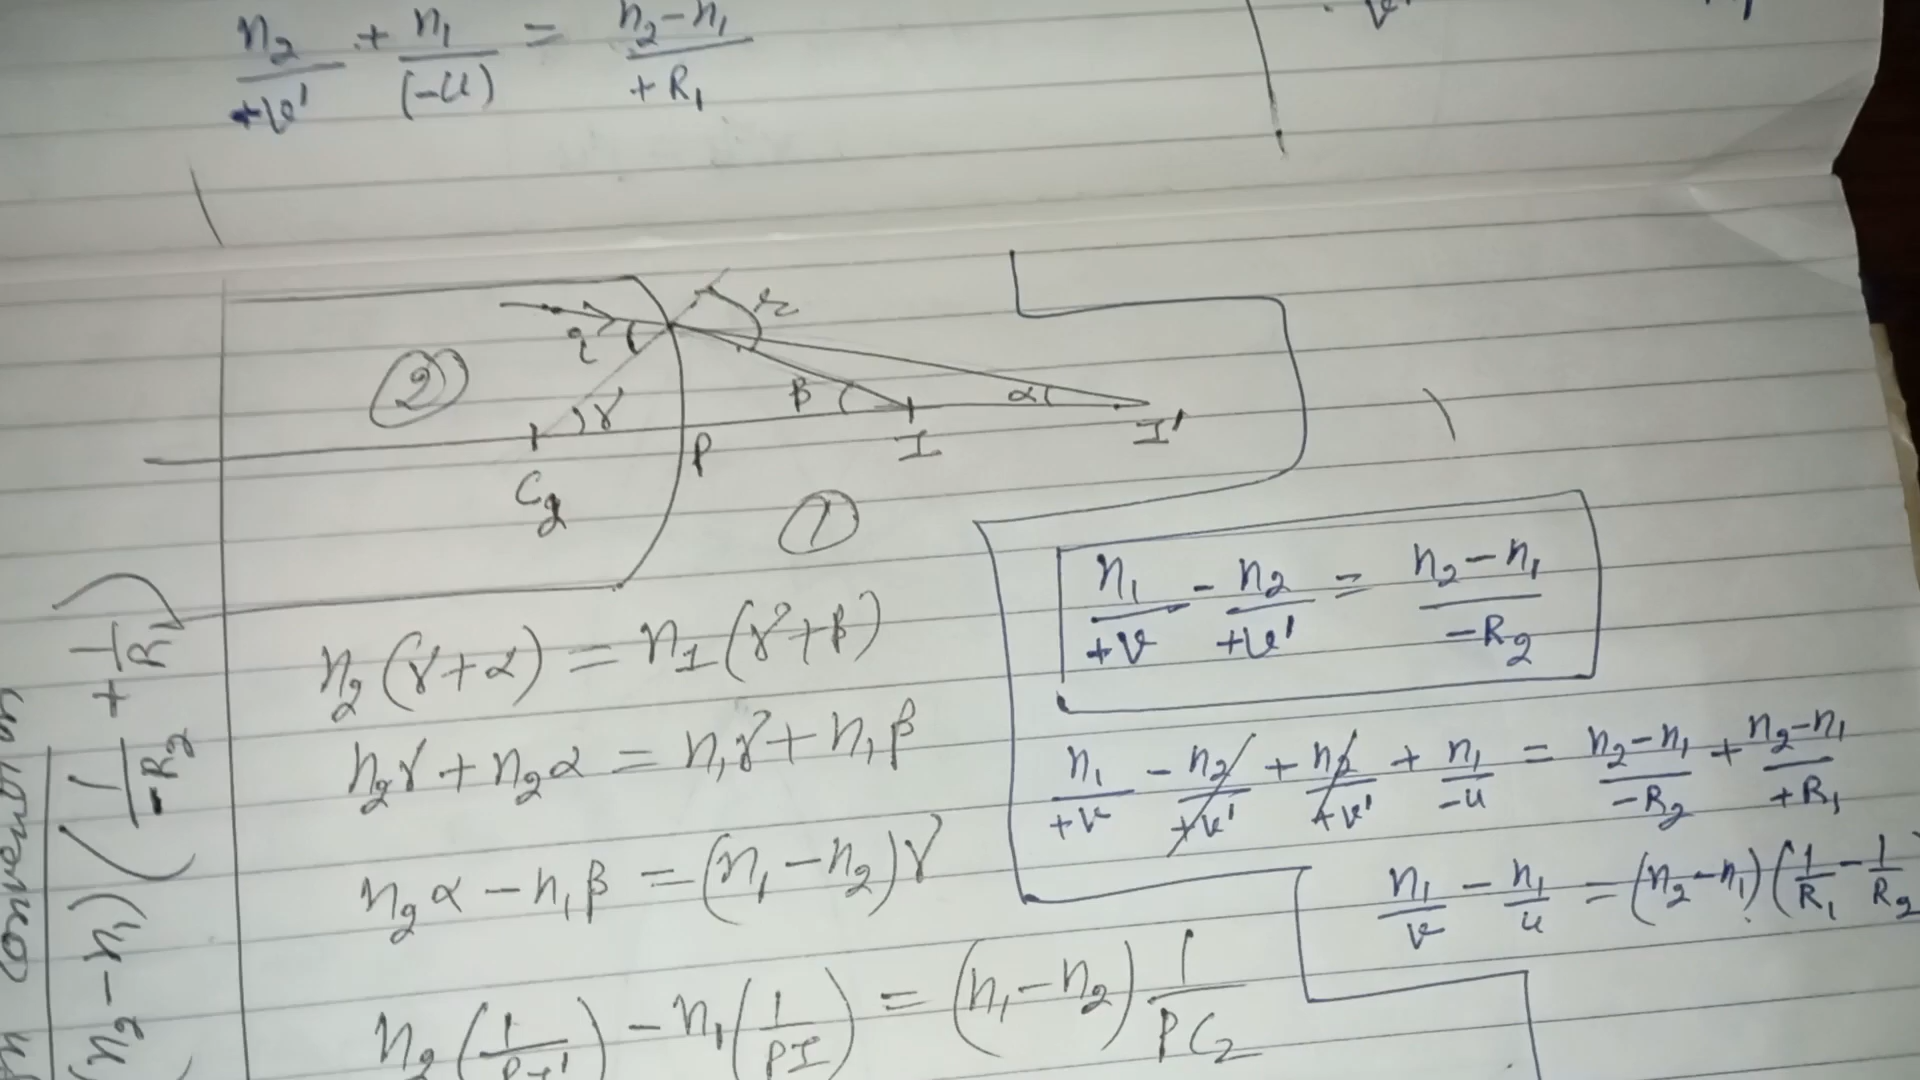 n₂/+v' + n₁/(-u) = n₂-n₁/+R₁
i r
②
γ β α
P I I'
C₂
①
n₂(γ+α) = n₁(γ+β)
n₂γ + n₂α = n₁γ + n₁β
n₂α - n₁β = (n₁-n₂)γ
n₂(1/PI') - n₁(1/PI) = (n₁-n₂) 1/PC₂
n₁/+v - n₂/+v' = n₂-n₁/-R₂
n₁/+v - n₂/+v' + n₂/+v' + n₁/-u = n₂-n₁/-R₂ + n₂-n₁/+R₁
n₁/v - n₁/u = (n₂-n₁)(1/R₁ - 1/R₂
(n₂-n₁)(1/-R₂ + 1/R₁)